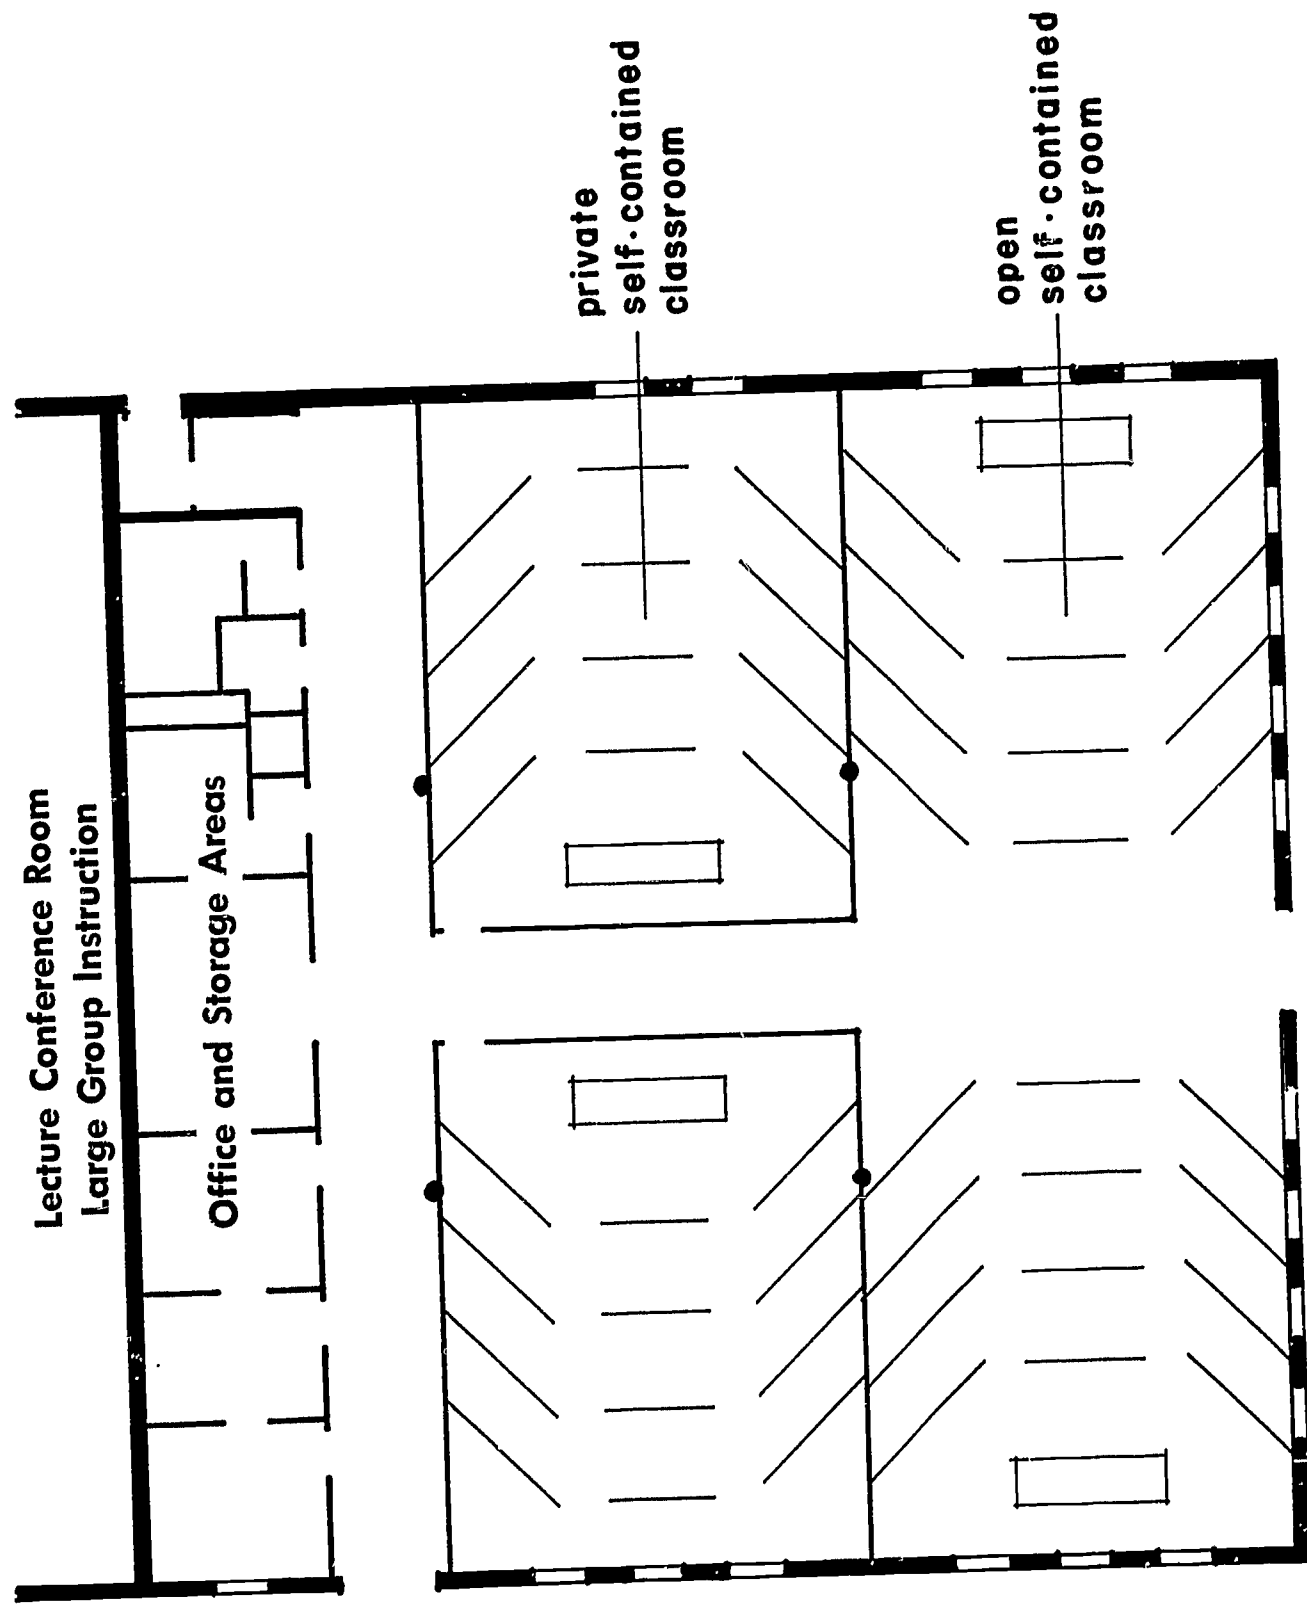 Lecture Conference Room
Large Group Instruction
Office and Storage Areas
private
self-contained
classroom
open
self-contained
classroom